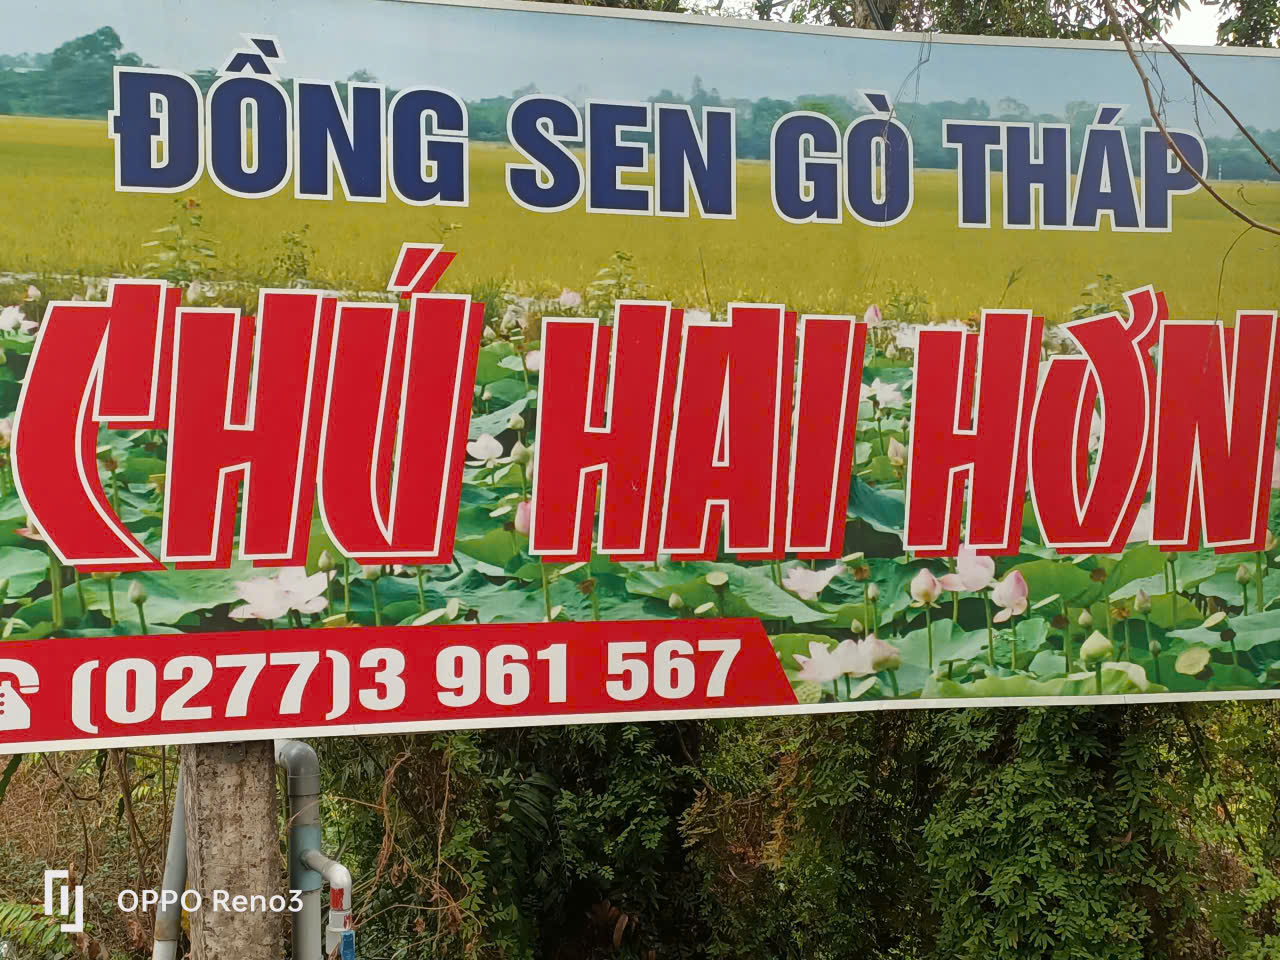 ĐỒNG SEN GÒ THÁP
CHÚ HAI HƠN
(0277)3 961 567
OPPO Reno3